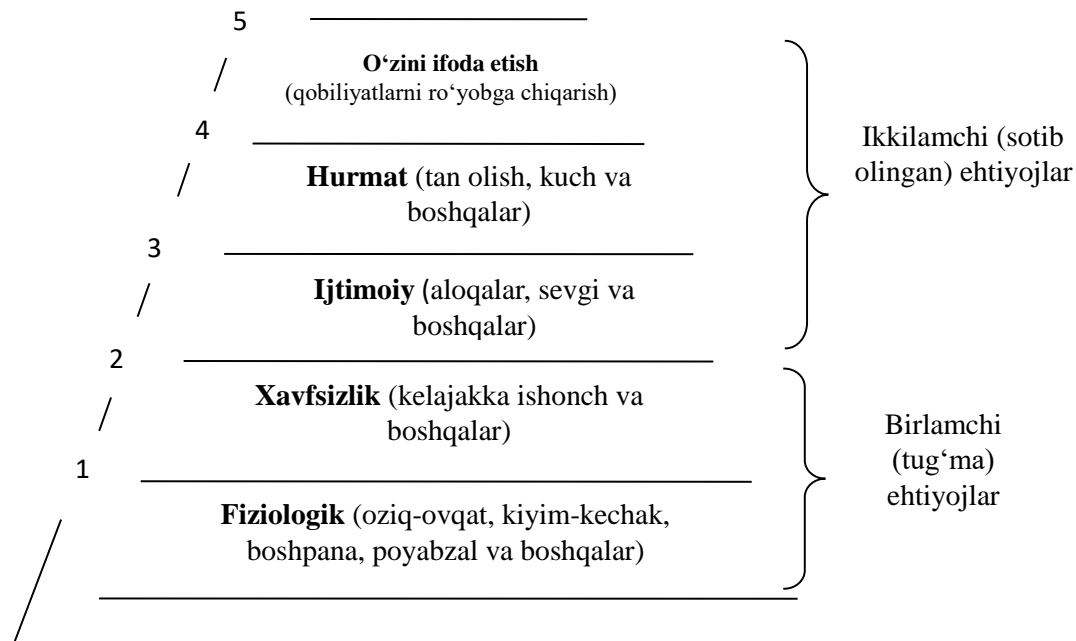 5
O‘zini ifoda etish
(qobiliyatlarni ro‘yobga chiqarish)
4
Hurmat (tan olish, kuch va
boshqalar)
3
Ijtimoiy (aloqalar, sevgi va
boshqalar)
2
Xavfsizlik (kelajakka ishonch va
boshqalar)
1
Fiziologik (oziq-ovqat, kiyim-kechak,
boshpana, poyabzal va boshqalar)
Ikkilamchi (sotib
olingan) ehtiyojlar
Birlamchi
(tug‘ma)
ehtiyojlar